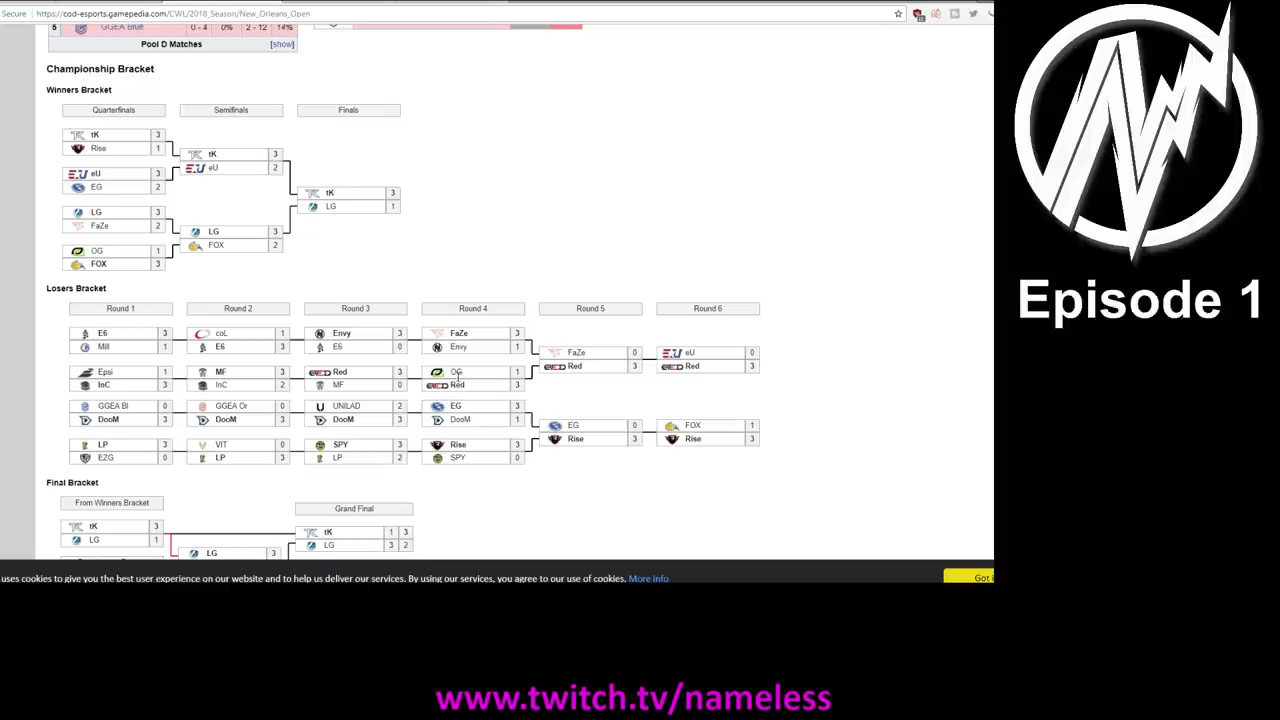 Secure https://cod-esports.gamepedia.com/CWL/2018_Season/New_Orleans_Open
5 GGEA Blue 0 - 4 0% 2 - 12 14%
Pool D Matches [show]
Championship Bracket
Winners Bracket
Quarterfinals Semifinals Finals
tK 3
Rise 1
tK 3
eU 2
eU 3
EG 2
tK 3
LG 1
LG 3
FaZe 2
LG 3
FOX 2
OG 1
FOX 3
Losers Bracket
Round 1 Round 2 Round 3 Round 4 Round 5 Round 6
E6 3 coL 1 Envy 3 FaZe 3
Mill 1 E6 3 E6 0 Envy 1
FaZe 0 eU 0
Red 3 Red 3
Epsi 1 MF 3 Red 3 OG 1
InC 3 InC 2 MF 0 Red 3
GGEA Bl 0 GGEA Or 0 UNILAD 2 EG 3
DooM 3 DooM 3 DooM 3 DooM 1
EG 0 FOX 1
Rise 3 Rise 3
LP 3 VIT 0 SPY 3 Rise 3
EZG 0 LP 3 LP 2 SPY 0
Final Bracket
From Winners Bracket Grand Final
tK 3 tK 1 3
LG 1 LG 3 2
LG 3
uses cookies to give you the best user experience on our website and to help us deliver our services. By using our services, you agree to our use of cookies. More info
Got i
Episode 1
www.twitch.tv/nameless